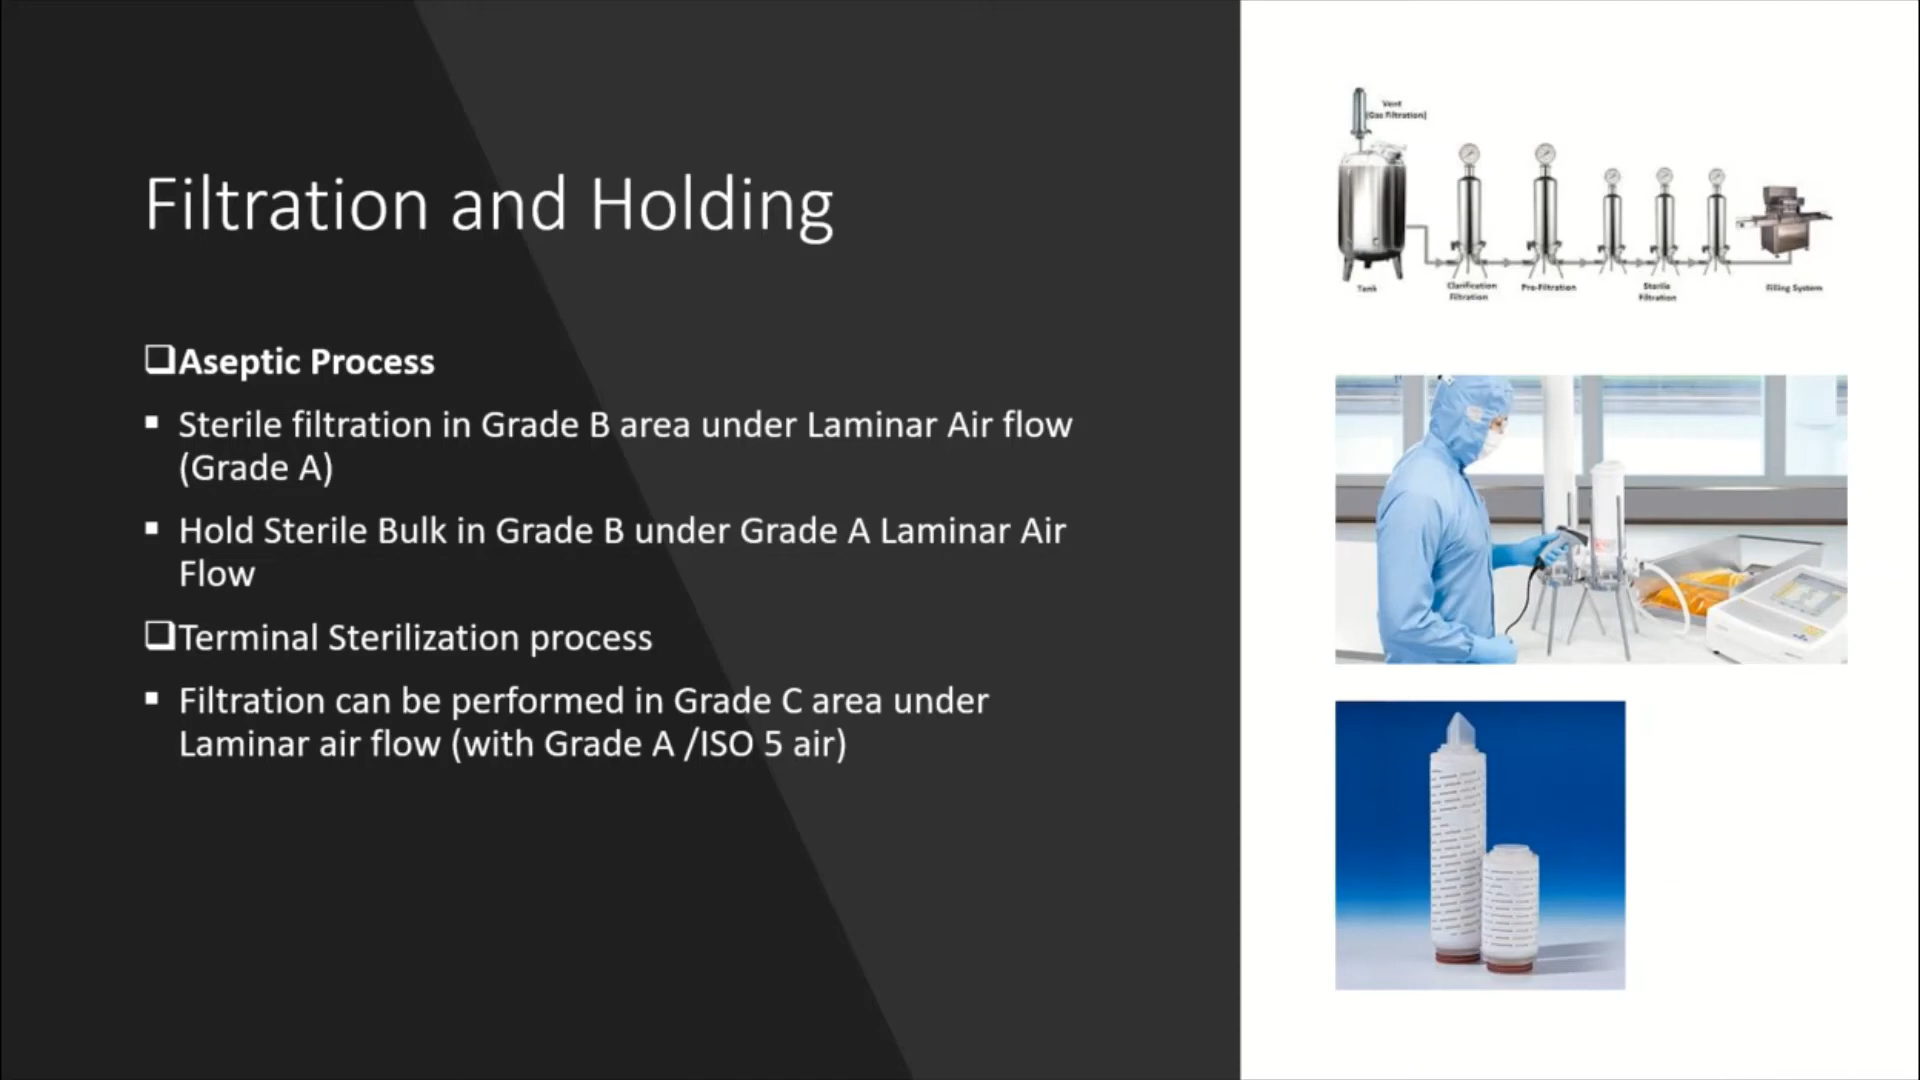 Filtration and Holding
❑Aseptic Process
▪ Sterile filtration in Grade B area under Laminar Air flow
(Grade A)
▪ Hold Sterile Bulk in Grade B under Grade A Laminar Air
Flow
❑Terminal Sterilization process
▪ Filtration can be performed in Grade C area under
Laminar air flow (with Grade A /ISO 5 air)
Vent
(Gas Filtration)
Tank
Clarification
Filtration
Pre-Filtration
Sterile
Filtration
Filling System